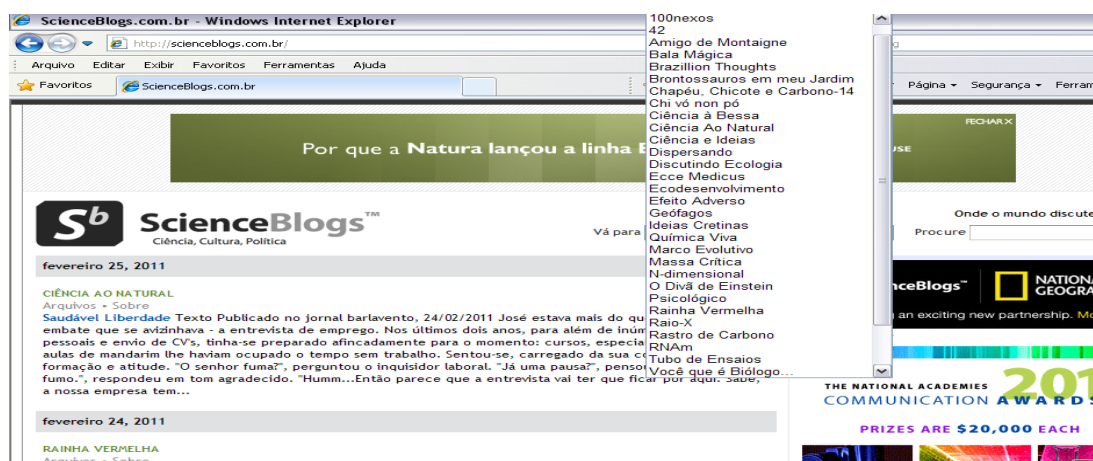 ScienceBlogs.com.br - Windows Internet Explorer
http://scienceblogs.com.br/
Arquivo Editar Exibir Favoritos Ferramentas Ajuda
Favoritos ScienceBlogs.com.br
Página Segurança
100nexos
42
Amigo de Montaigne
Bala Mágica
Brazillion Thoughts
Brontossauros em meu Jardim
Chapéu, Chicote e Carbono-14
Chi vó non pó
Ciência à Bessa
Ciência Ao Natural
Ciência e Ideias
Dispersando
Discutindo Ecologia
Ecce Medicus
Ecodesenvolvimento
Efeito Adverso
Geófagos
Ideias Cretinas
Química Viva
Marco Evolutivo
Massa Crítica
N-dimensional
O Divã de Einstein
Psicológico
Rainha Vermelha
Raio-X
Rastro de Carbono
RNAm
Tubo de Ensaios
Você que é Biólogo...
FECHAR X
Por que a Natura lançou a linha
Sb ScienceBlogs™
Ciência, Cultura, Política
Vá para
Onde o mundo discute
Procure
fevereiro 25, 2011
CIÊNCIA AO NATURAL
Arquivos • Sobre
Saudável Liberdade Texto Publicado no jornal barlavento, 24/02/2011 José estava mais do
embate que se avizinhava - a entrevista de emprego. Nos últimos dois anos, para além de
pessoais e envio de CV's, tinha-se preparado afincadamente para o momento: cursos,
aulas de mandarim lhe haviam ocupado o tempo sem trabalho. Sentou-se, carregado da sua
formação e atitude. "O senhor fuma?", perguntou o inquisidor laboral. "Já uma pausa?",
fumo.", respondeu em tom agradecido. "Humm...Então parece que a entrevista vai ter que ficar por aqui. Sabe,
a nossa empresa tem...
fevereiro 24, 2011
RAINHA VERMELHA
NATIONAL
GEOGRA
an exciting new partnership.
THE NATIONAL ACADEMIES
COMMUNICATION AWARDS
PRIZES ARE $20,000 EACH